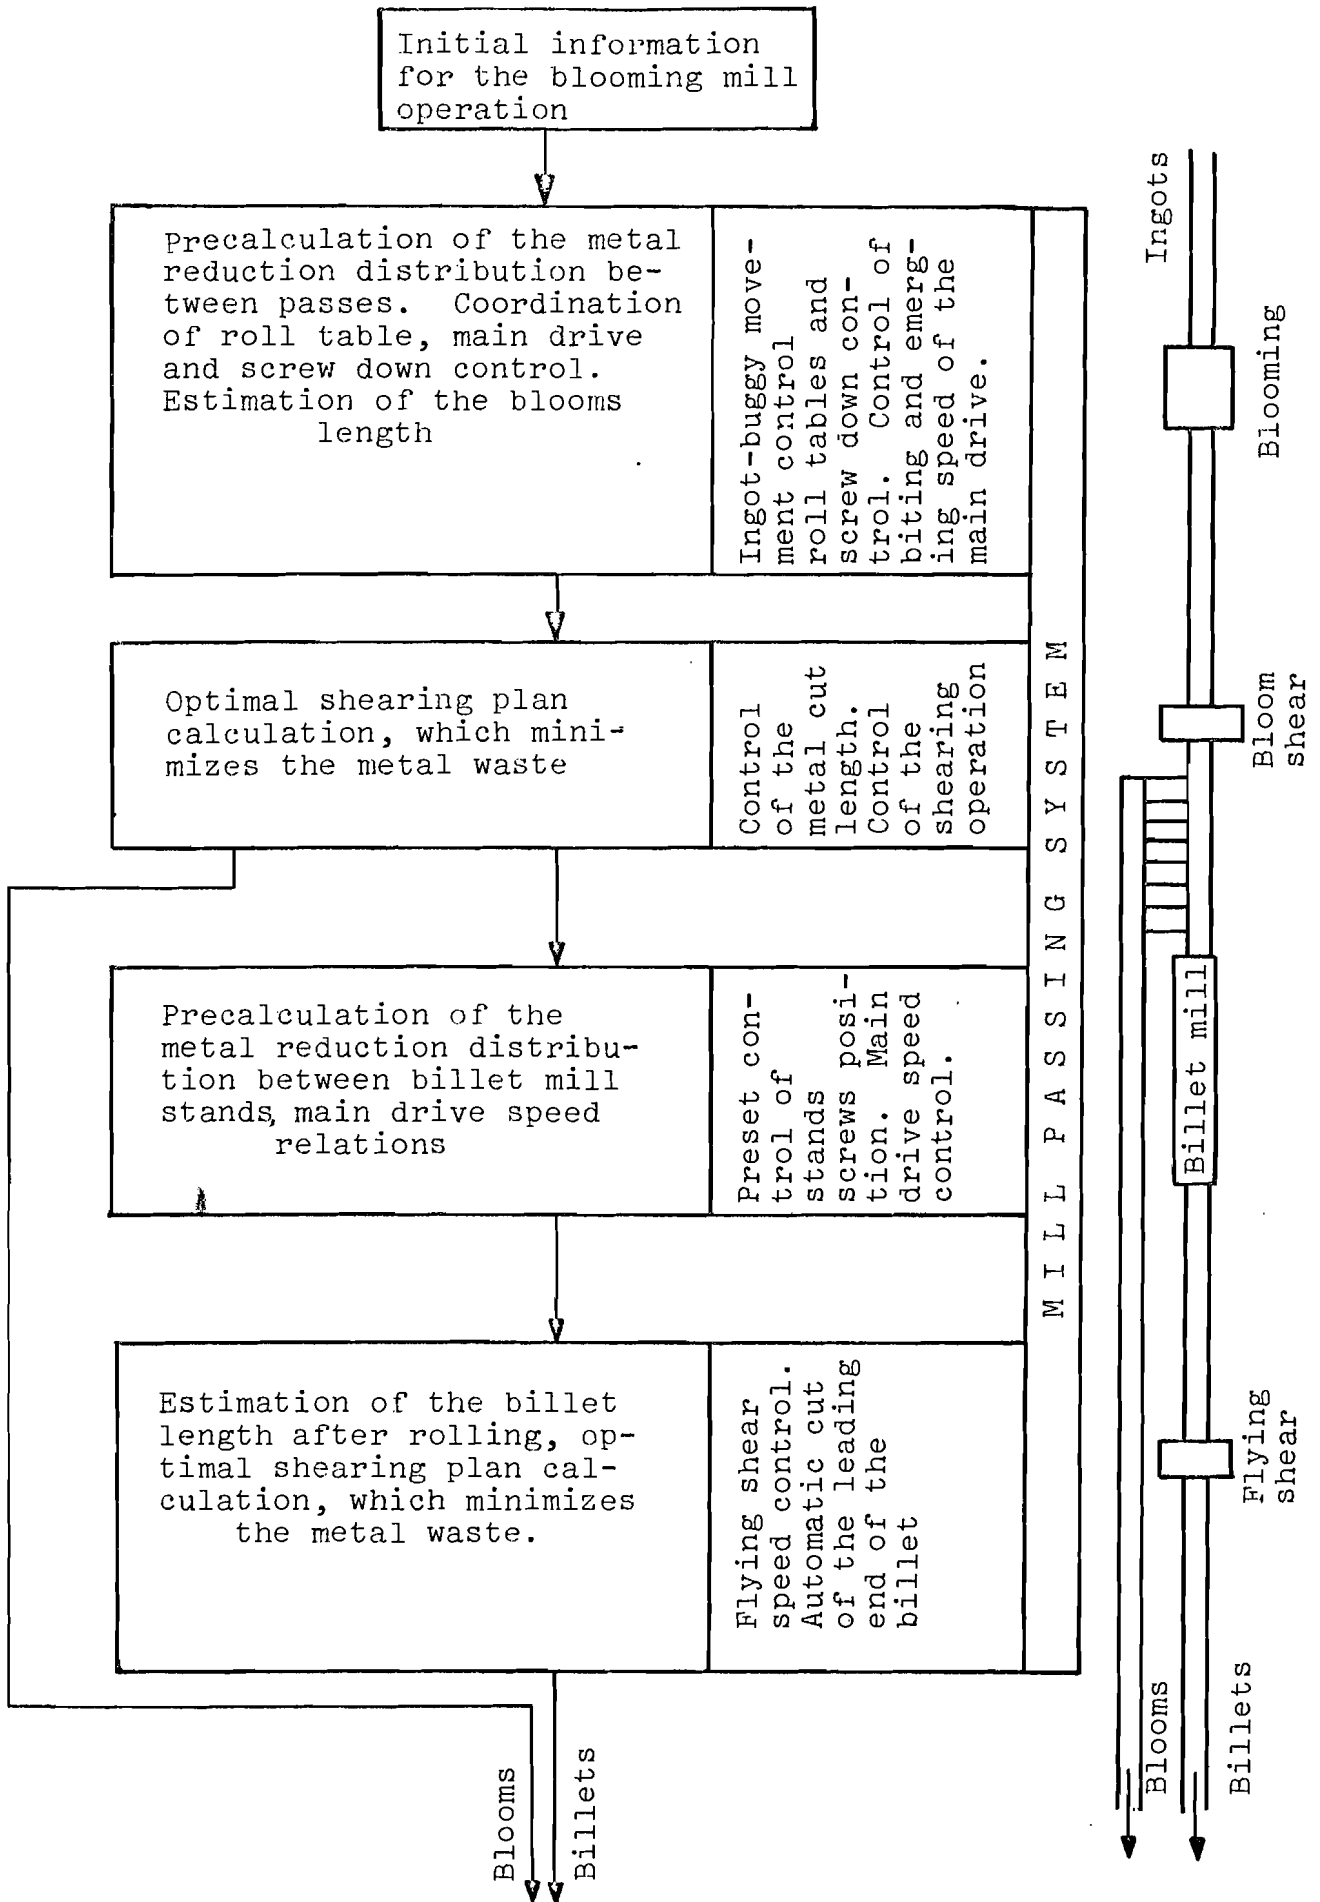 Initial information
for the blooming mill
operation
Precalculation of the metal
reduction distribution be-
tween passes. Coordination
of roll table, main drive
and screw down control.
Estimation of the blooms
length
Ingot-buggy move-
ment control
roll tables and
screw down con-
trol. Control of
biting and emerg-
ing speed of the
main drive.
Optimal shearing plan
calculation, which mini-
mizes the metal waste
Control
of the
metal cut
length.
Control
of the
shearing
operation
Precalculation of the
metal reduction distribu-
tion between billet mill
stands, main drive speed
relations
Preset con-
trol of
stands
screws posi-
tion. Main
drive speed
control.
Estimation of the billet
length after rolling, op-
timal shearing plan cal-
culation, which minimizes
the metal waste.
Flying shear
speed control.
Automatic cut
of the leading
end of the
billet
MILL PASSING SYSTEM
Blooms
Billets
Ingots
Blooming
Bloom
shear
Billet mill
Flying
shear
Blooms
Billets